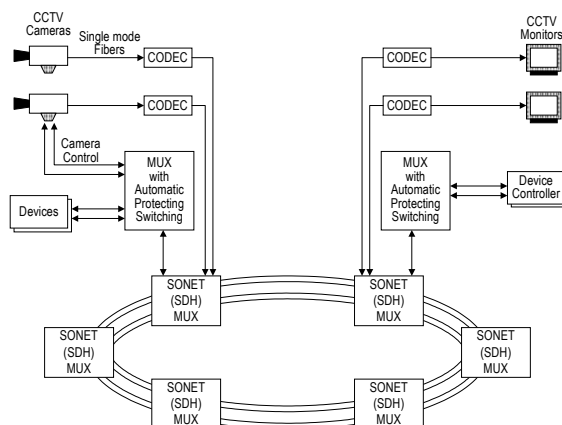 CCTV
Cameras
Single mode
Fibers
CODEC
CODEC
Camera
Control
MUX
with
Automatic
Protecting
Switching
Devices
CCTV
Monitors
CODEC
CODEC
MUX
with
Automatic
Protecting
Switching
Device
Controller
SONET
(SDH)
MUX
SONET
(SDH)
MUX
SONET
(SDH)
MUX
SONET
(SDH)
MUX
SONET
(SDH)
MUX
SONET
(SDH)
MUX